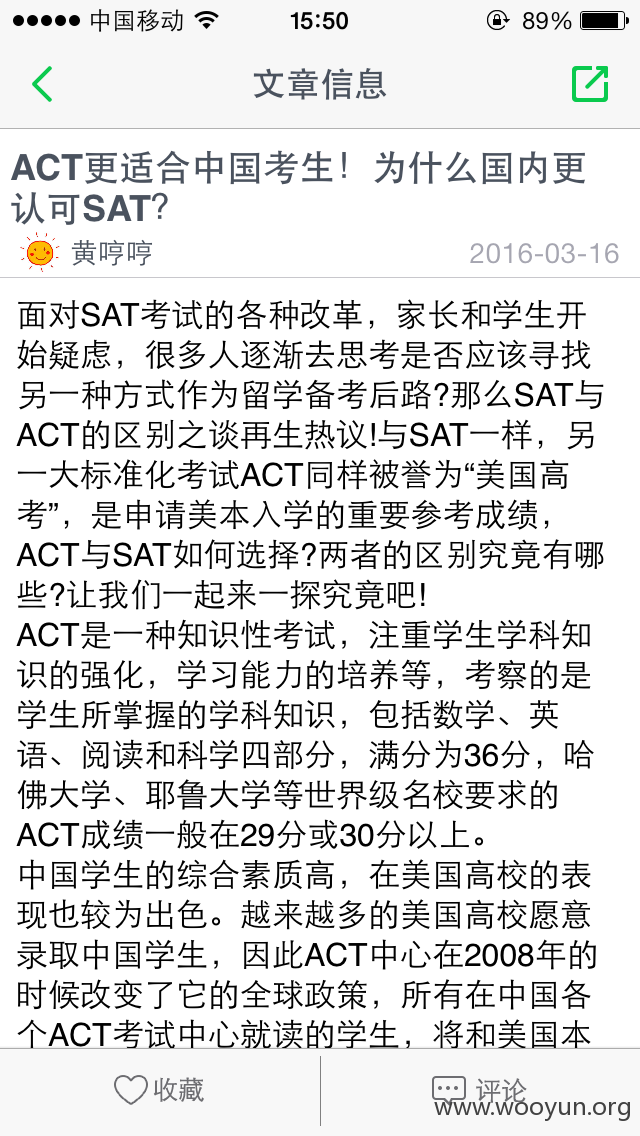 中国移动 15:50 89%
文章信息
ACT更适合中国考生！为什么国内更
认可SAT？
黄哼哼 2016-03-16
面对SAT考试的各种改革，家长和学生开
始疑虑，很多人逐渐去思考是否应该寻找
另一种方式作为留学备考后路?那么SAT与
ACT的区别之谈再生热议!与SAT一样，另
一大标准化考试ACT同样被誉为“美国高
考”，是申请美本入学的重要参考成绩，
ACT与SAT如何选择?两者的区别究竟有哪
些?让我们一起来一探究竟吧!
ACT是一种知识性考试，注重学生学科知
识的强化，学习能力的培养等，考察的是
学生所掌握的学科知识，包括数学、英
语、阅读和科学四部分，满分为36分，哈
佛大学、耶鲁大学等世界级名校要求的
ACT成绩一般在29分或30分以上。
中国学生的综合素质高，在美国高校的表
现也较为出色。越来越多的美国高校愿意
录取中国学生，因此ACT中心在2008年的
时候改变了它的全球政策，所有在中国各
个ACT考试中心就读的学生，将和美国本
收藏 评论
www.wooyun.org